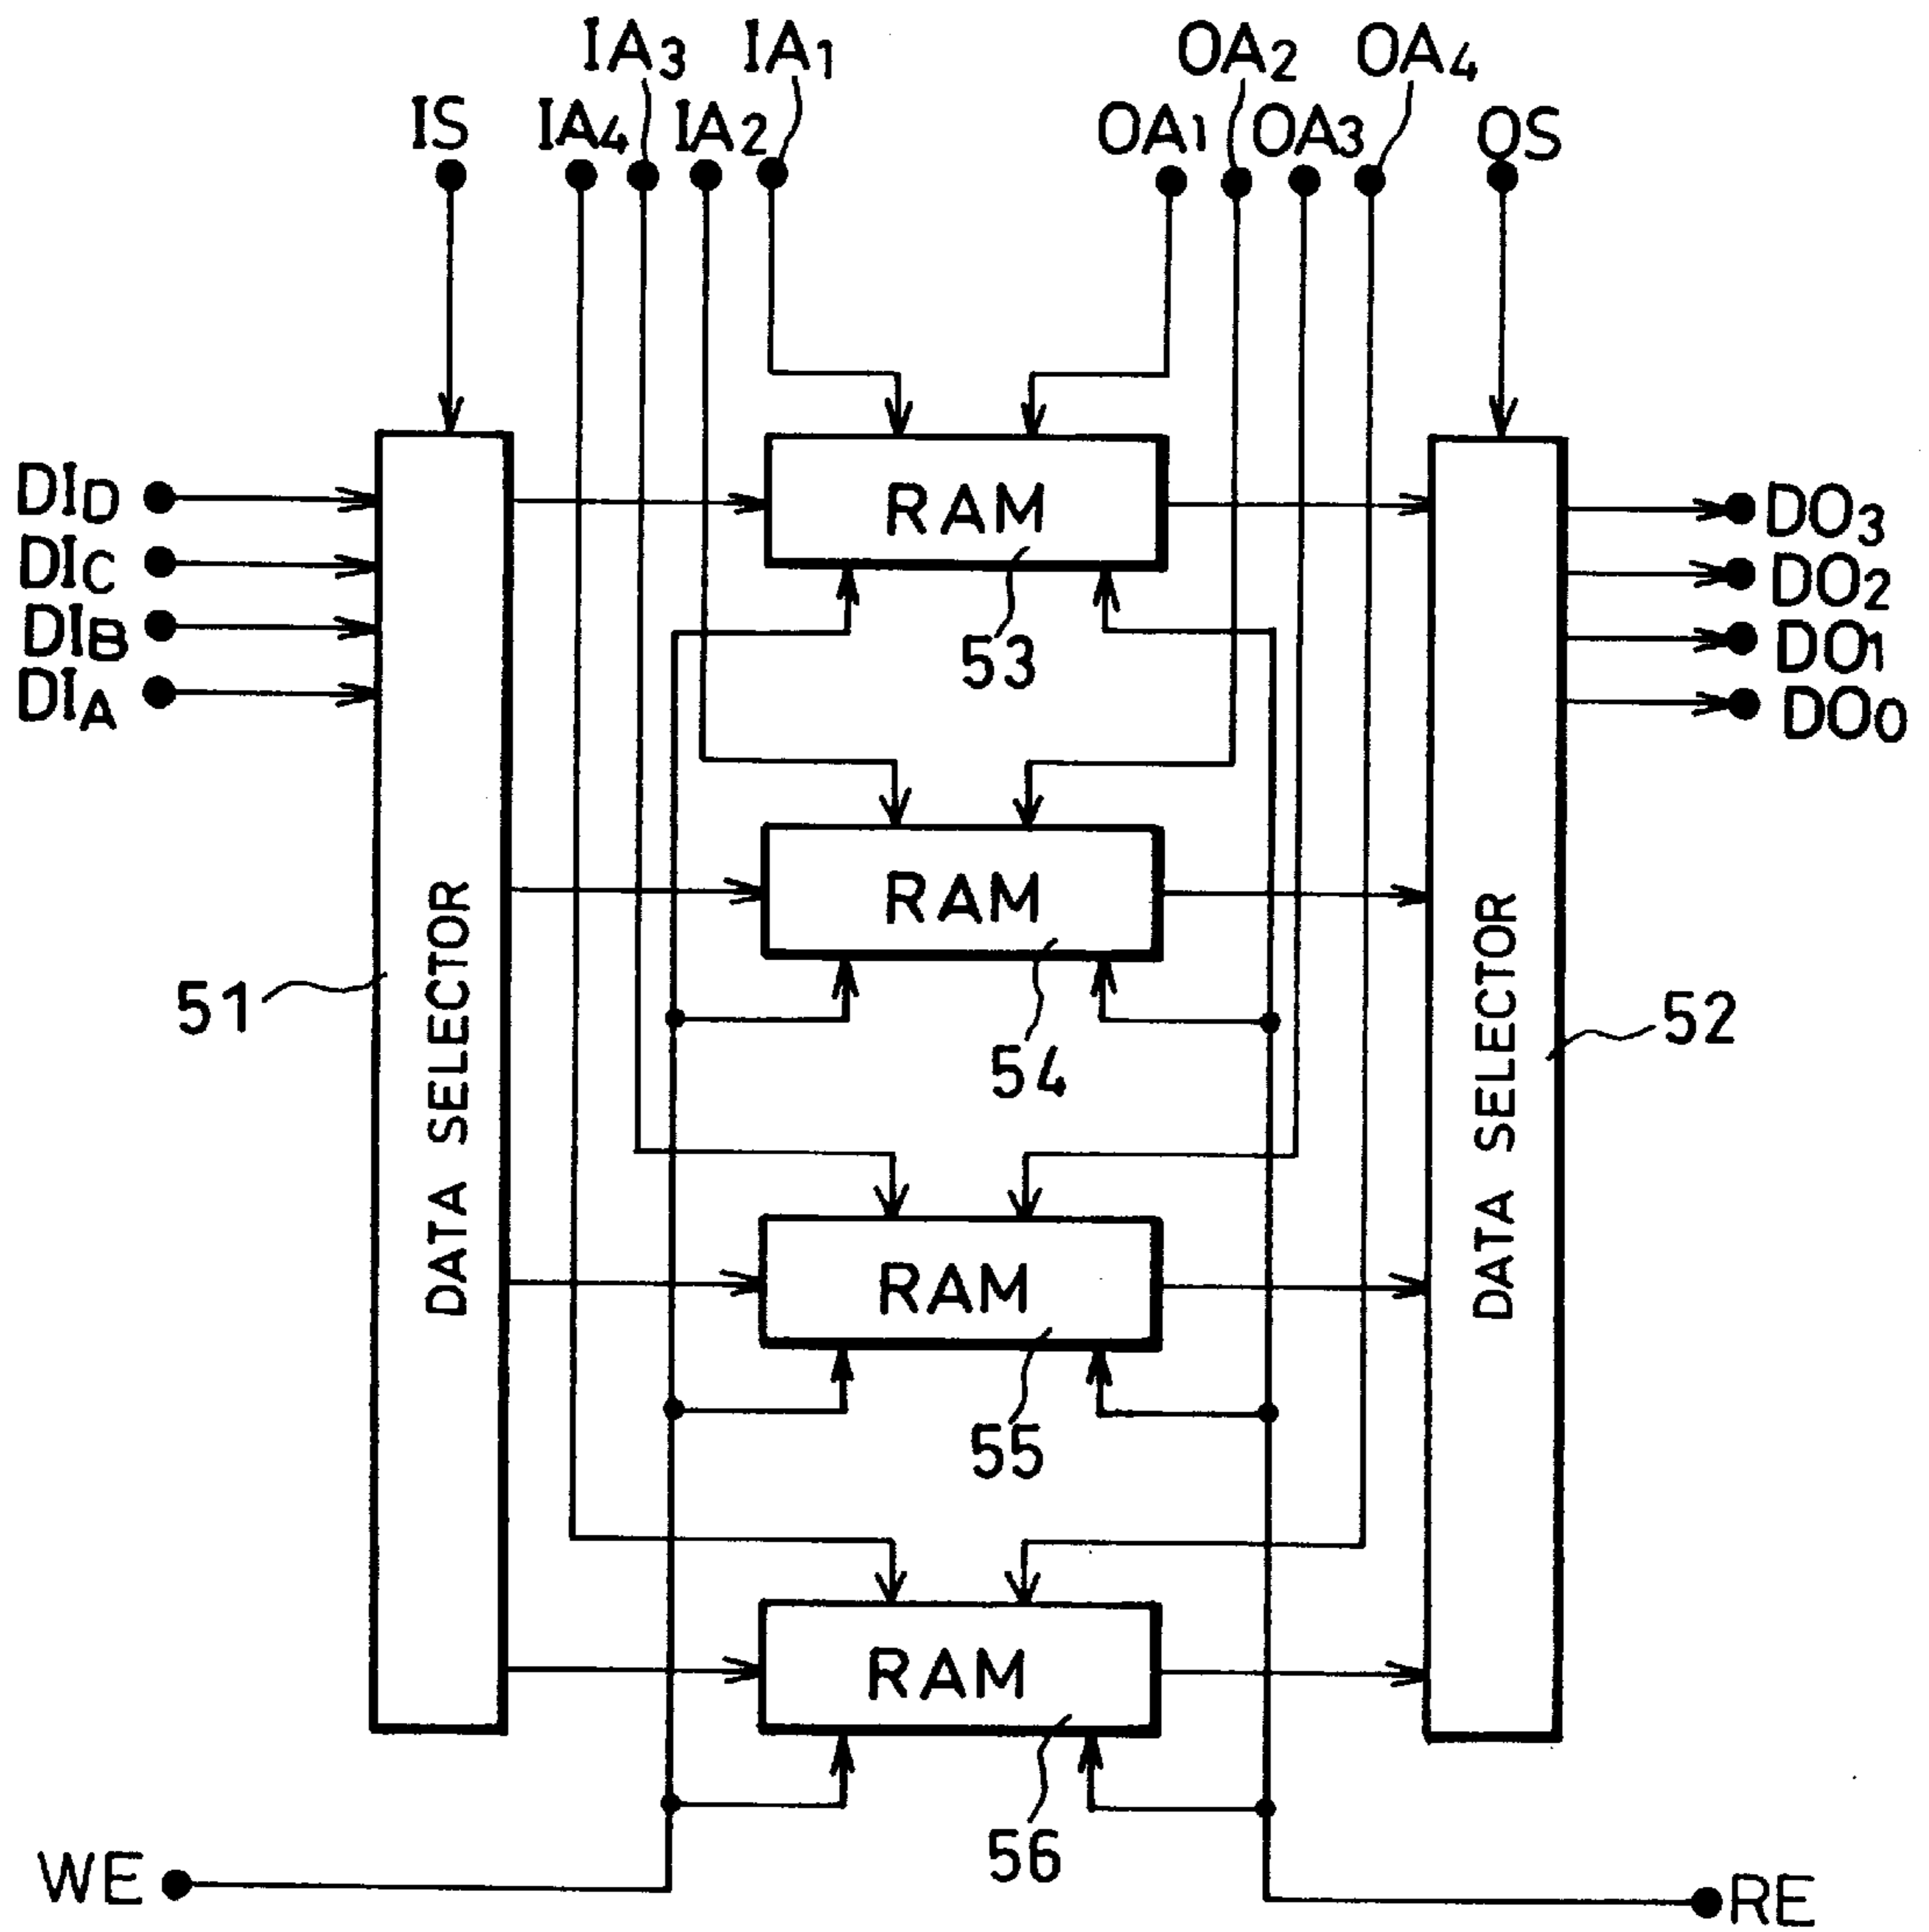 IA3 IA1 OA2 OA4
IS IA4 IA2 OA1 OA3 OS
DID RAM DO3
DIC DO2
DIB 53 DO1
DIA DO0
RAM
51 DATA SELECTOR 54 DATA SELECTOR 52
RAM
55
RAM
56
WE RE